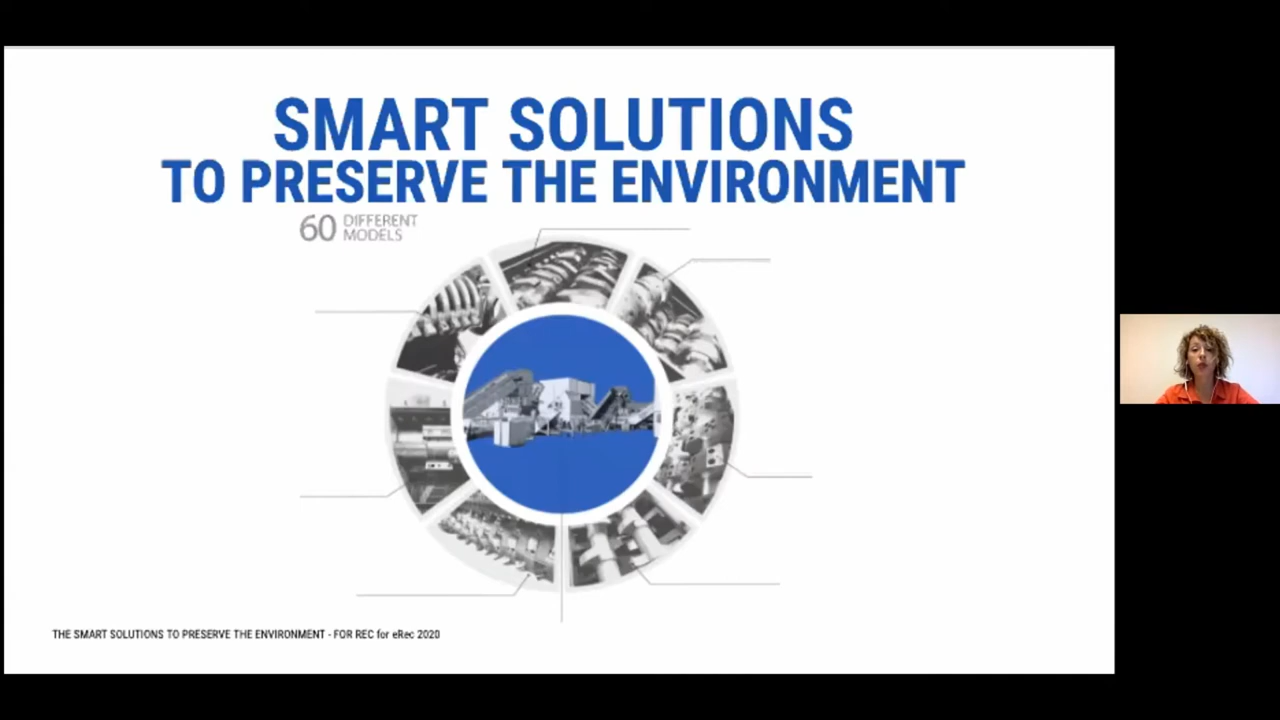 SMART SOLUTIONS
TO PRESERVE THE ENVIRONMENT
60 DIFFERENT
MODELS
THE SMART SOLUTIONS TO PRESERVE THE ENVIRONMENT - FOR REC for eRec 2020